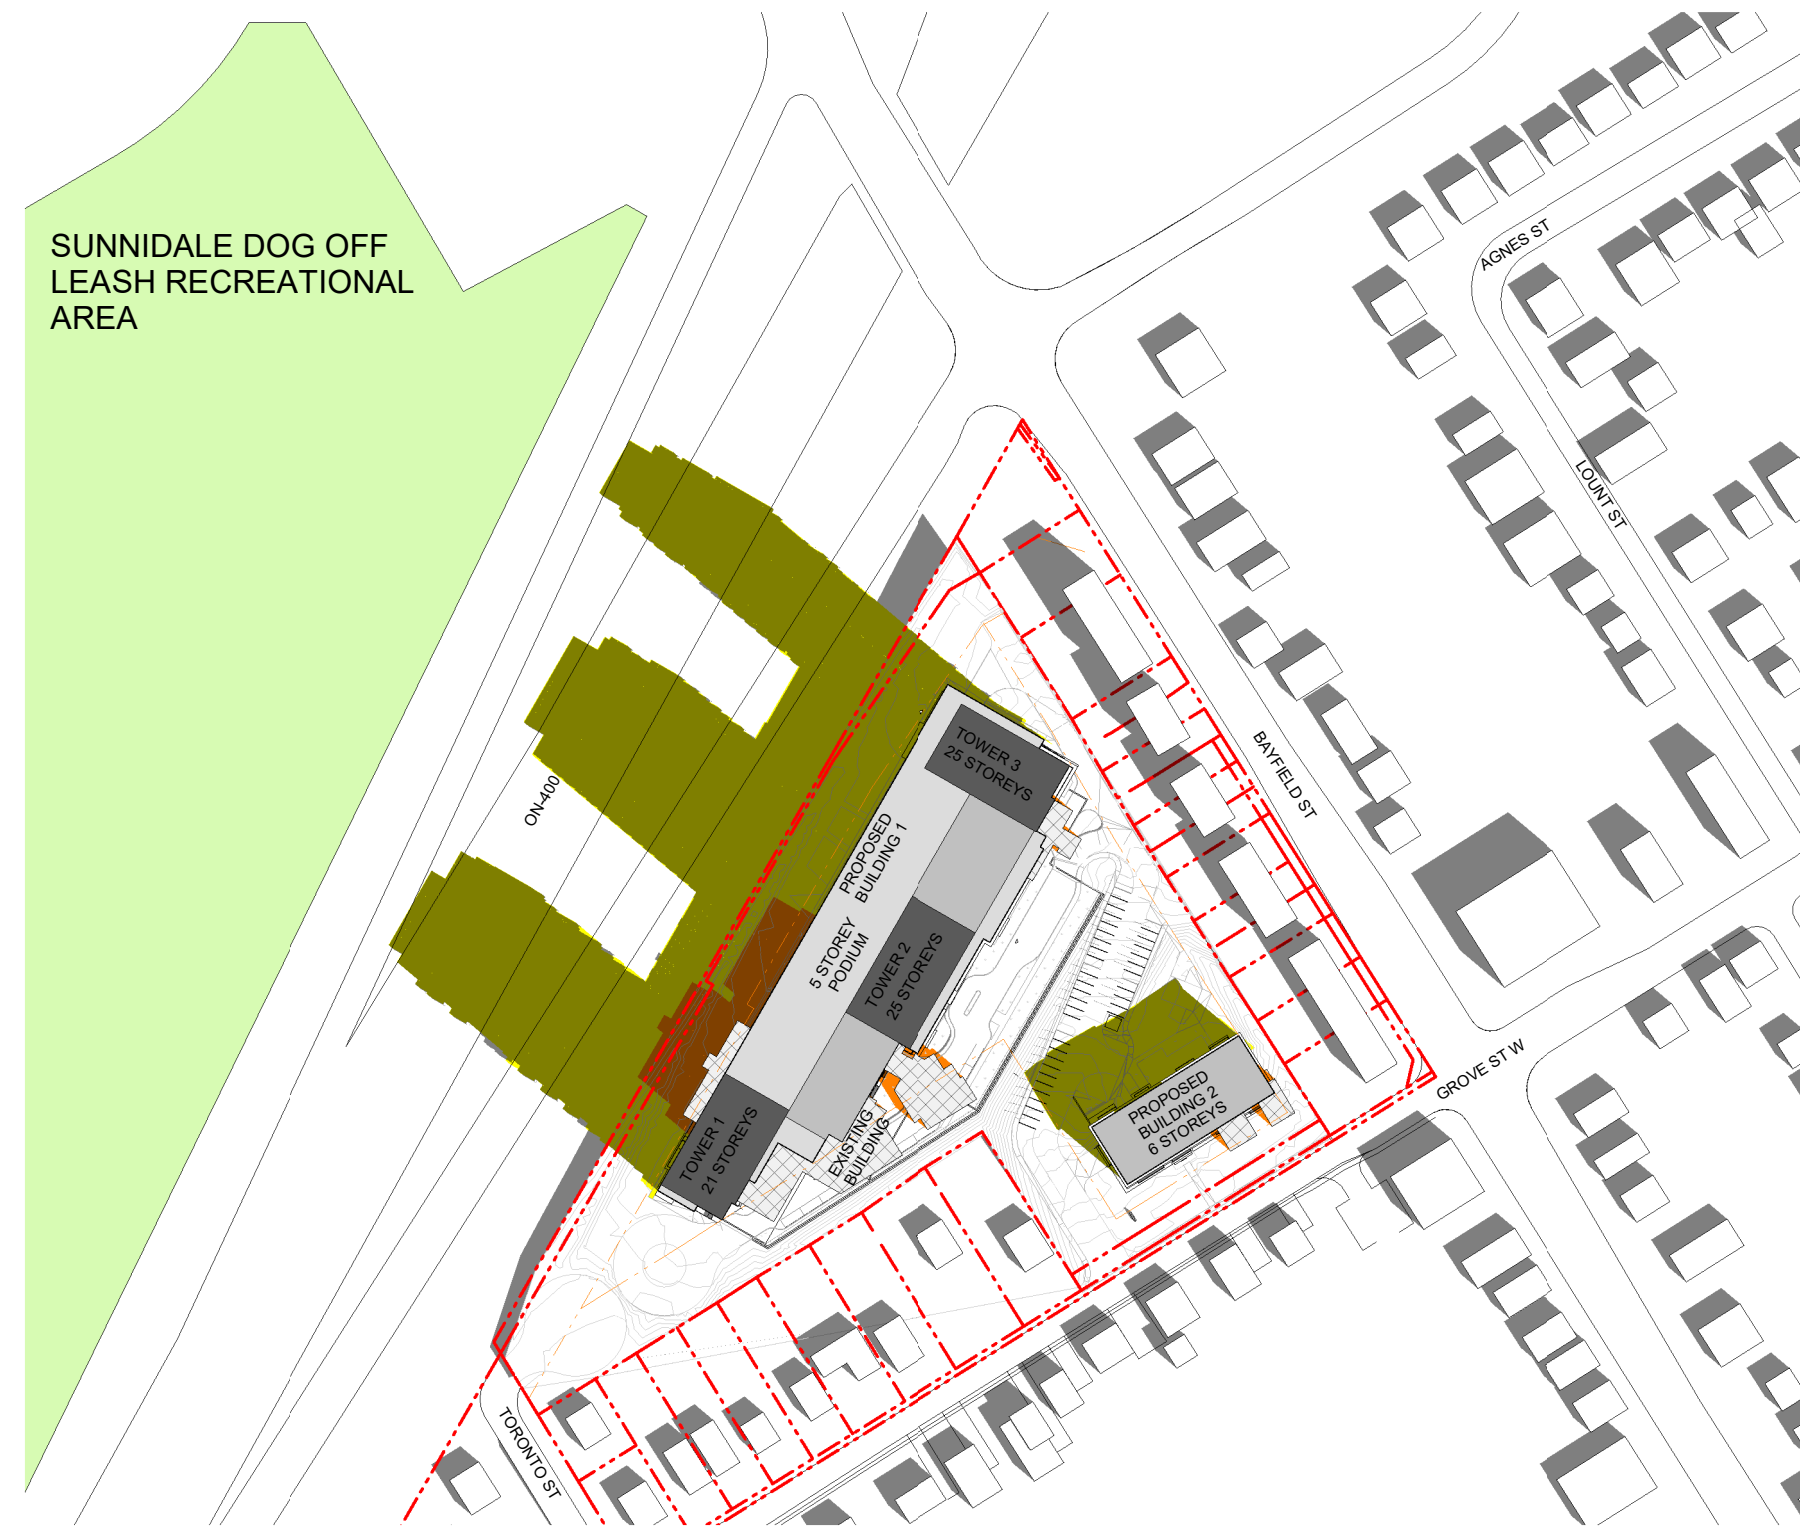 SUNNIDALE DOG OFF
LEASH RECREATIONAL
AREA
AGNES ST
LOUNT ST
BAYFIELD ST
GROVE ST W
TORONTO ST
ON-400
TOWER 3
25 STOREYS
PROPOSED
BUILDING 1
5 STOREY
PODIUM
TOWER 2
25 STOREYS
TOWER 1
21 STOREYS
EXISTING
BUILDING
PROPOSED
BUILDING 2
6 STOREYS